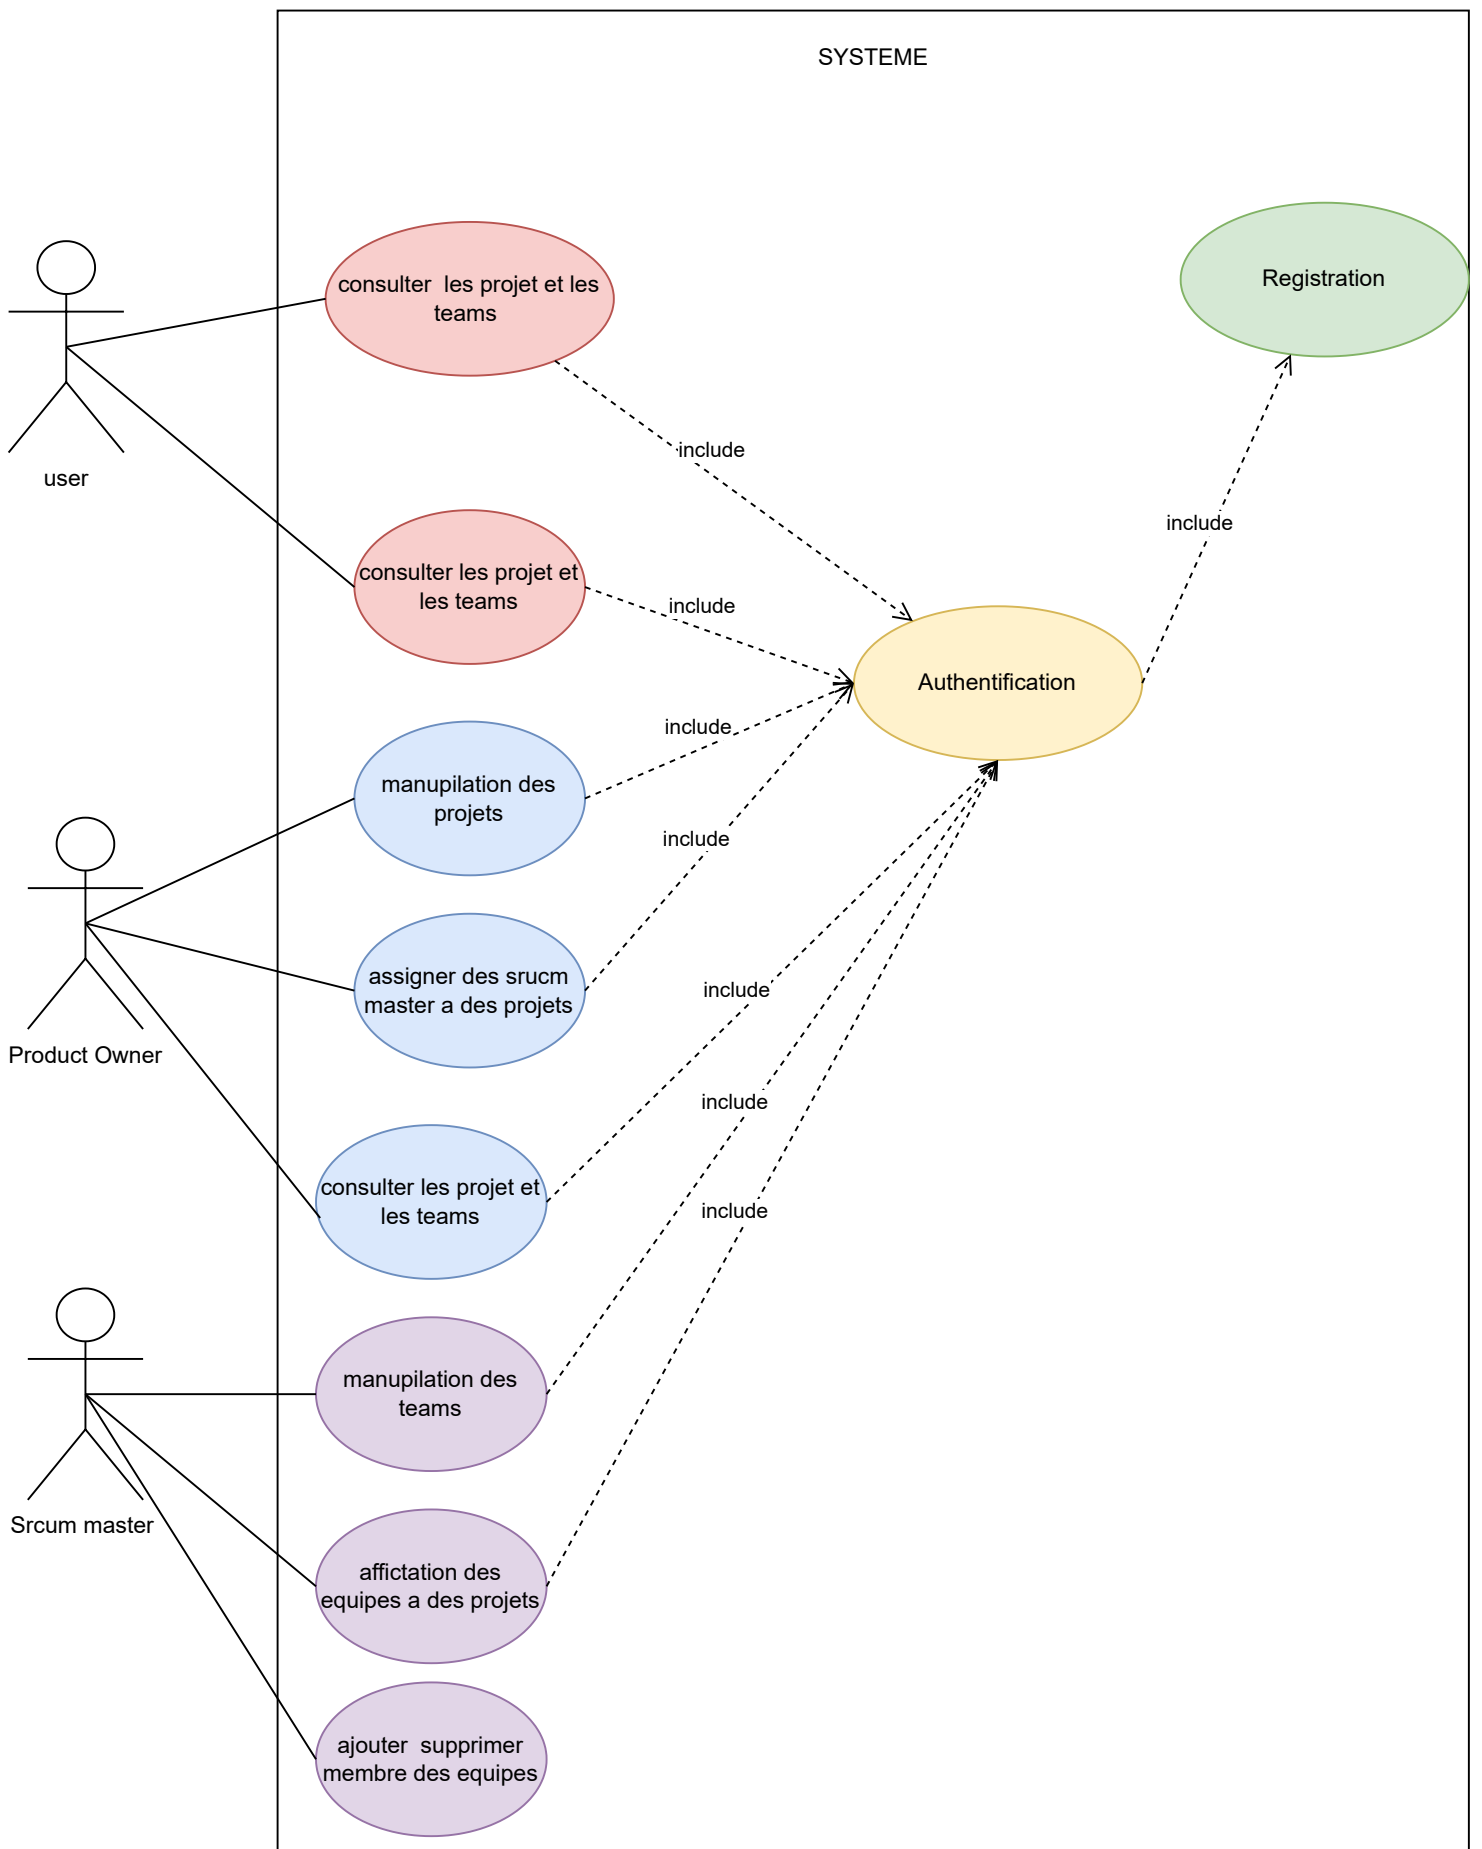 SYSTEME
consulter  les projet et les
teams
Registration
include
user
include
consulter les projet et
les teams
include
Authentification
include
manupilation des
projets
include
assigner des srucm
master a des projets
include
Product Owner
include
consulter les projet et
les teams
include
manupilation des
teams
Srcum master
affictation des
equipes a des projets
ajouter  supprimer
membre des equipes